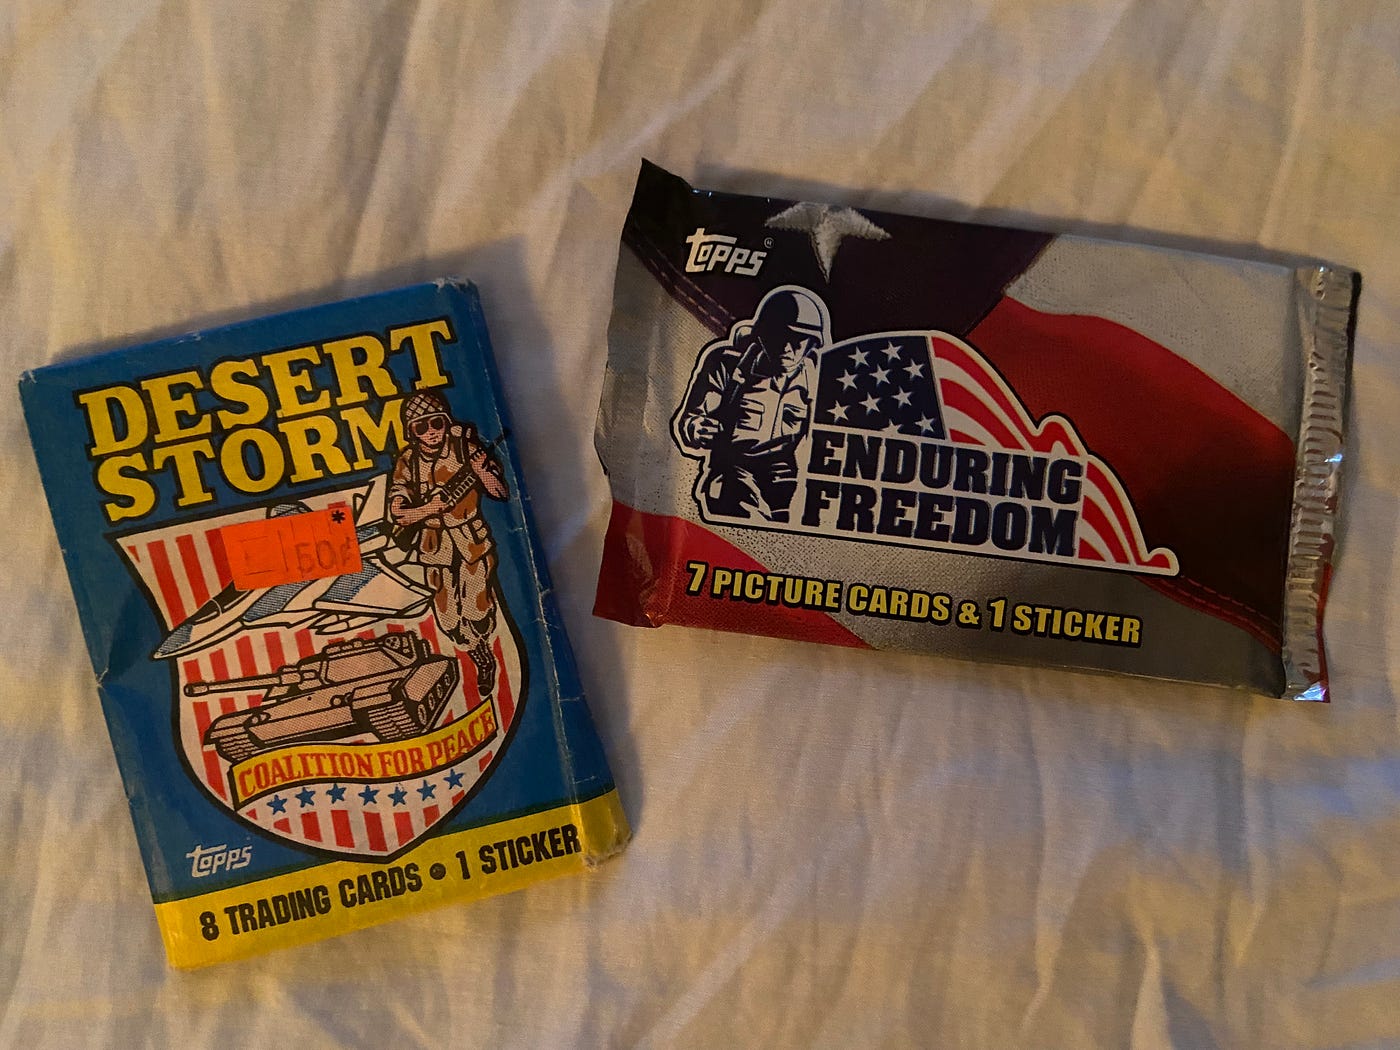 DESERT
STORM
* 
50¢
COALITION FOR PEACE
TOPPS
8 TRADING CARDS • 1 STICKER
TOPPS®
ENDURING
FREEDOM
7 PICTURE CARDS & 1 STICKER